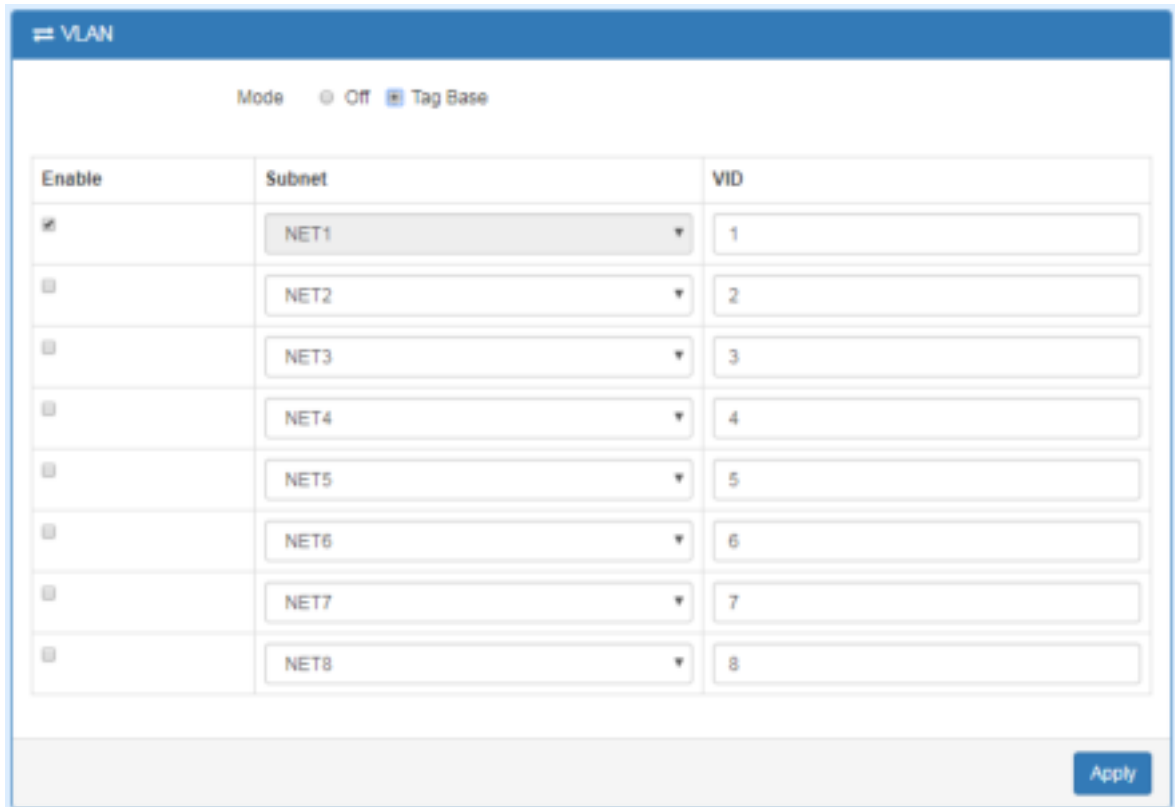 VLAN
Mode Off Tag Base
Enable Subnet VID
NET1 1
NET2 2
NET3 3
NET4 4
NET5 5
NET6 6
NET7 7
NET8 8
Apply